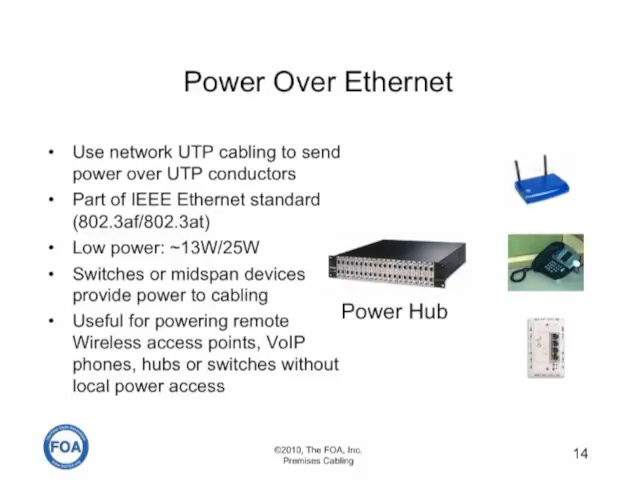 Power Over Ethernet
• Use network UTP cabling to send
power over UTP conductors
• Part of IEEE Ethernet standard
(802.3af/802.3at)
• Low power: ~13W/25W
• Switches or midspan devices
provide power to cabling
• Useful for powering remote
Wireless access points, VoIP
phones, hubs or switches without
local power access
Power Hub
FOA
©2010, The FOA, Inc.
Premises Cabling
14